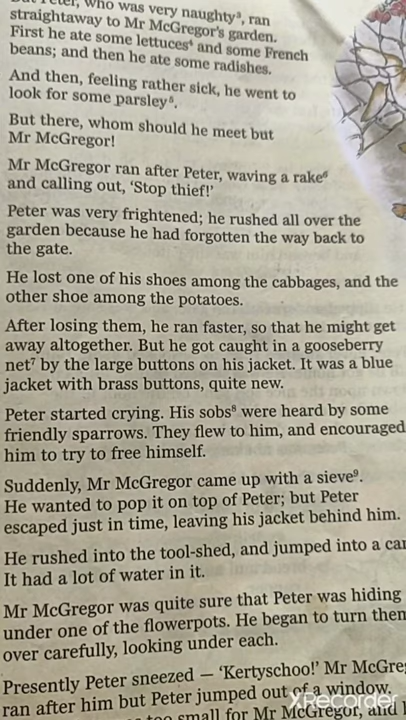 But Peter, who was very naughty³, ran
straightaway to Mr McGregor's garden.
First he ate some lettuces⁴ and some French
beans; and then he ate some radishes.
And then, feeling rather sick, he went to
look for some parsley⁵.
But there, whom should he meet but
Mr McGregor!
Mr McGregor ran after Peter, waving a rake⁶
and calling out, 'Stop thief!'
Peter was very frightened; he rushed all over the
garden because he had forgotten the way back to
the gate.
He lost one of his shoes among the cabbages, and the
other shoe among the potatoes.
After losing them, he ran faster, so that he might get
away altogether. But he got caught in a gooseberry
net⁷ by the large buttons on his jacket. It was a blue
jacket with brass buttons, quite new.
Peter started crying. His sobs⁸ were heard by some
friendly sparrows. They flew to him, and encouraged
him to try to free himself.
Suddenly, Mr McGregor came up with a sieve⁹.
He wanted to pop it on top of Peter; but Peter
escaped just in time, leaving his jacket behind him.
He rushed into the tool-shed, and jumped into a
It had a lot of water in it.
Mr McGregor was quite sure that Peter was hiding
under one of the flowerpots. He began to turn them
over carefully, looking under each.
Presently Peter sneezed — 'Kertyschoo!' Mr
ran after him but Peter jumped out of a window.
too small for Mr McGregor, and
XRecorder